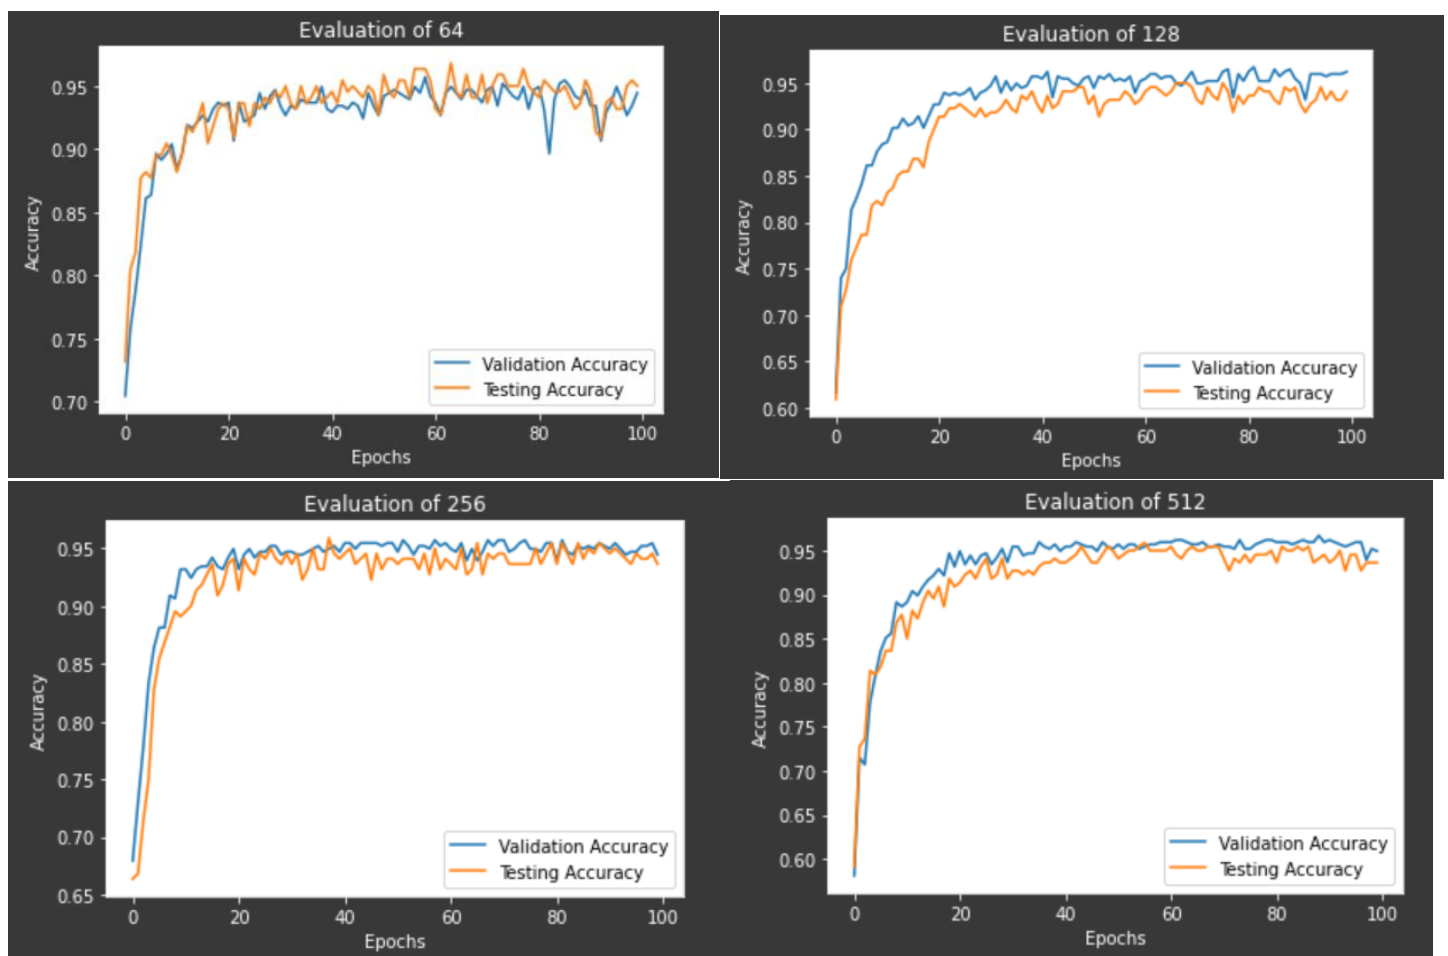 Evaluation of 64
0.95
0.90
0.85
0.80
0.75
0.70
Accuracy
Validation Accuracy
Testing Accuracy
0 20 40 60 80 100
Epochs
Evaluation of 128
0.95
0.90
0.85
0.80
0.75
0.70
0.65
0.60
Accuracy
Validation Accuracy
Testing Accuracy
0 20 40 60 80 100
Epochs
Evaluation of 256
0.95
0.90
0.85
0.80
0.75
0.70
0.65
Accuracy
Validation Accuracy
Testing Accuracy
0 20 40 60 80 100
Epochs
Evaluation of 512
0.95
0.90
0.85
0.80
0.75
0.70
0.65
0.60
Accuracy
Validation Accuracy
Testing Accuracy
0 20 40 60 80 100
Epochs